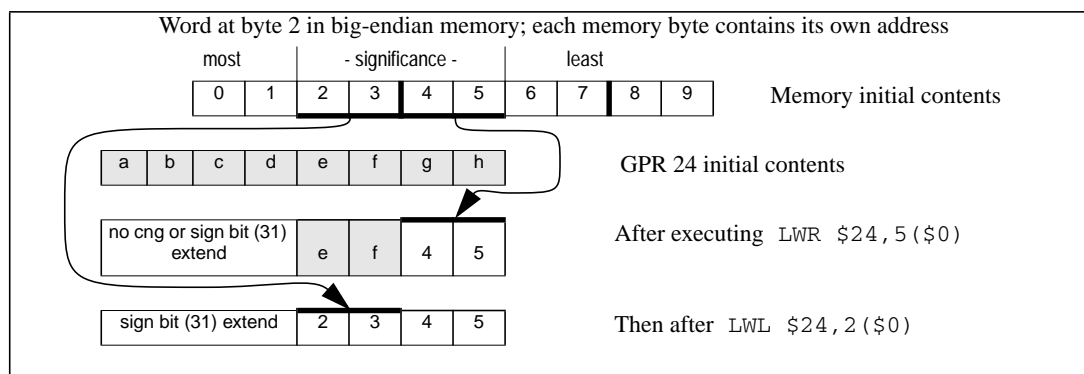 Word at byte 2 in big-endian memory; each memory byte contains its own address
most - significance - least
0 1 2 3 4 5 6 7 8 9 Memory initial contents
a b c d e f g h GPR 24 initial contents
no cng or sign bit (31)
extend e f 4 5 After executing LWR $24,5($0)
sign bit (31) extend 2 3 4 5 Then after LWL $24,2($0)